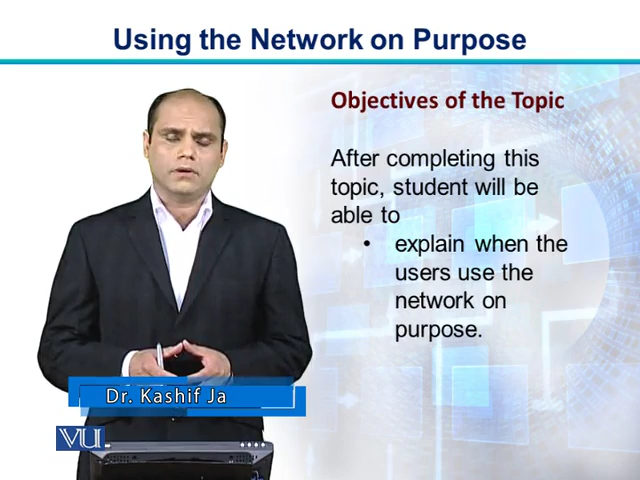 Using the Network on Purpose
Objectives of the Topic
After completing this
topic, student will be
able to
• explain when the
users use the
network on
purpose.
Dr. Kashif Ja
VU